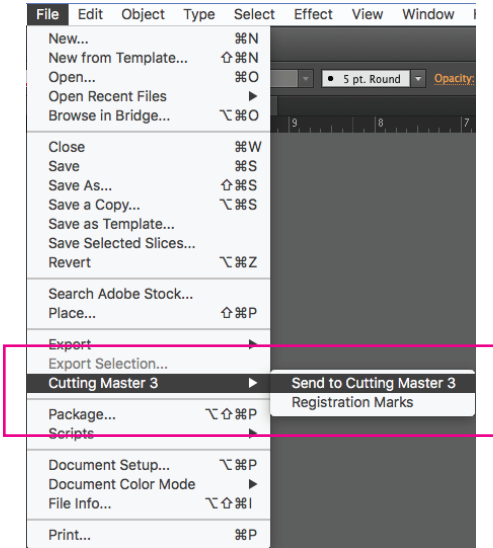 File Edit Object Type Select Effect View Window
New... ⌘N
New from Template... ⇧⌘N
Open... ⌘O
Open Recent Files ▶
Browse in Bridge... ⌥⌘O
Close ⌘W
Save ⌘S
Save As... ⇧⌘S
Save a Copy... ⌥⌘S
Save as Template...
Save Selected Slices...
Revert ⌥⌘Z
Search Adobe Stock...
Place... ⇧⌘P
Export ▶
Export Selection...
Cutting Master 3 ▶
Package... ⌥⇧⌘P
Scripts ▶
Document Setup... ⌥⌘P
Document Color Mode ▶
File Info... ⌥⇧⌘I
Print... ⌘P
Send to Cutting Master 3
Registration Marks
5 pt. Round Opacity:
9 8 7